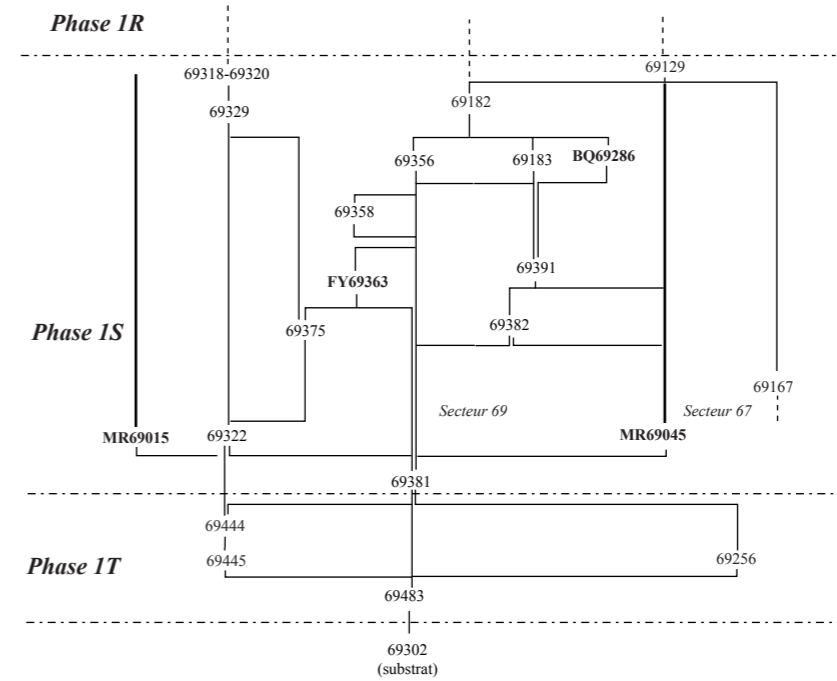 Phase 1R
69318-69320
69129
69329
69182
69356
69183
BQ69286
69358
69391
FY69363
Phase 1S
69375
69382
69167
Secteur 69
Secteur 67
MR69015
69322
MR69045
69381
69444
69445
69256
Phase 1T
69483
69302
(substrat)